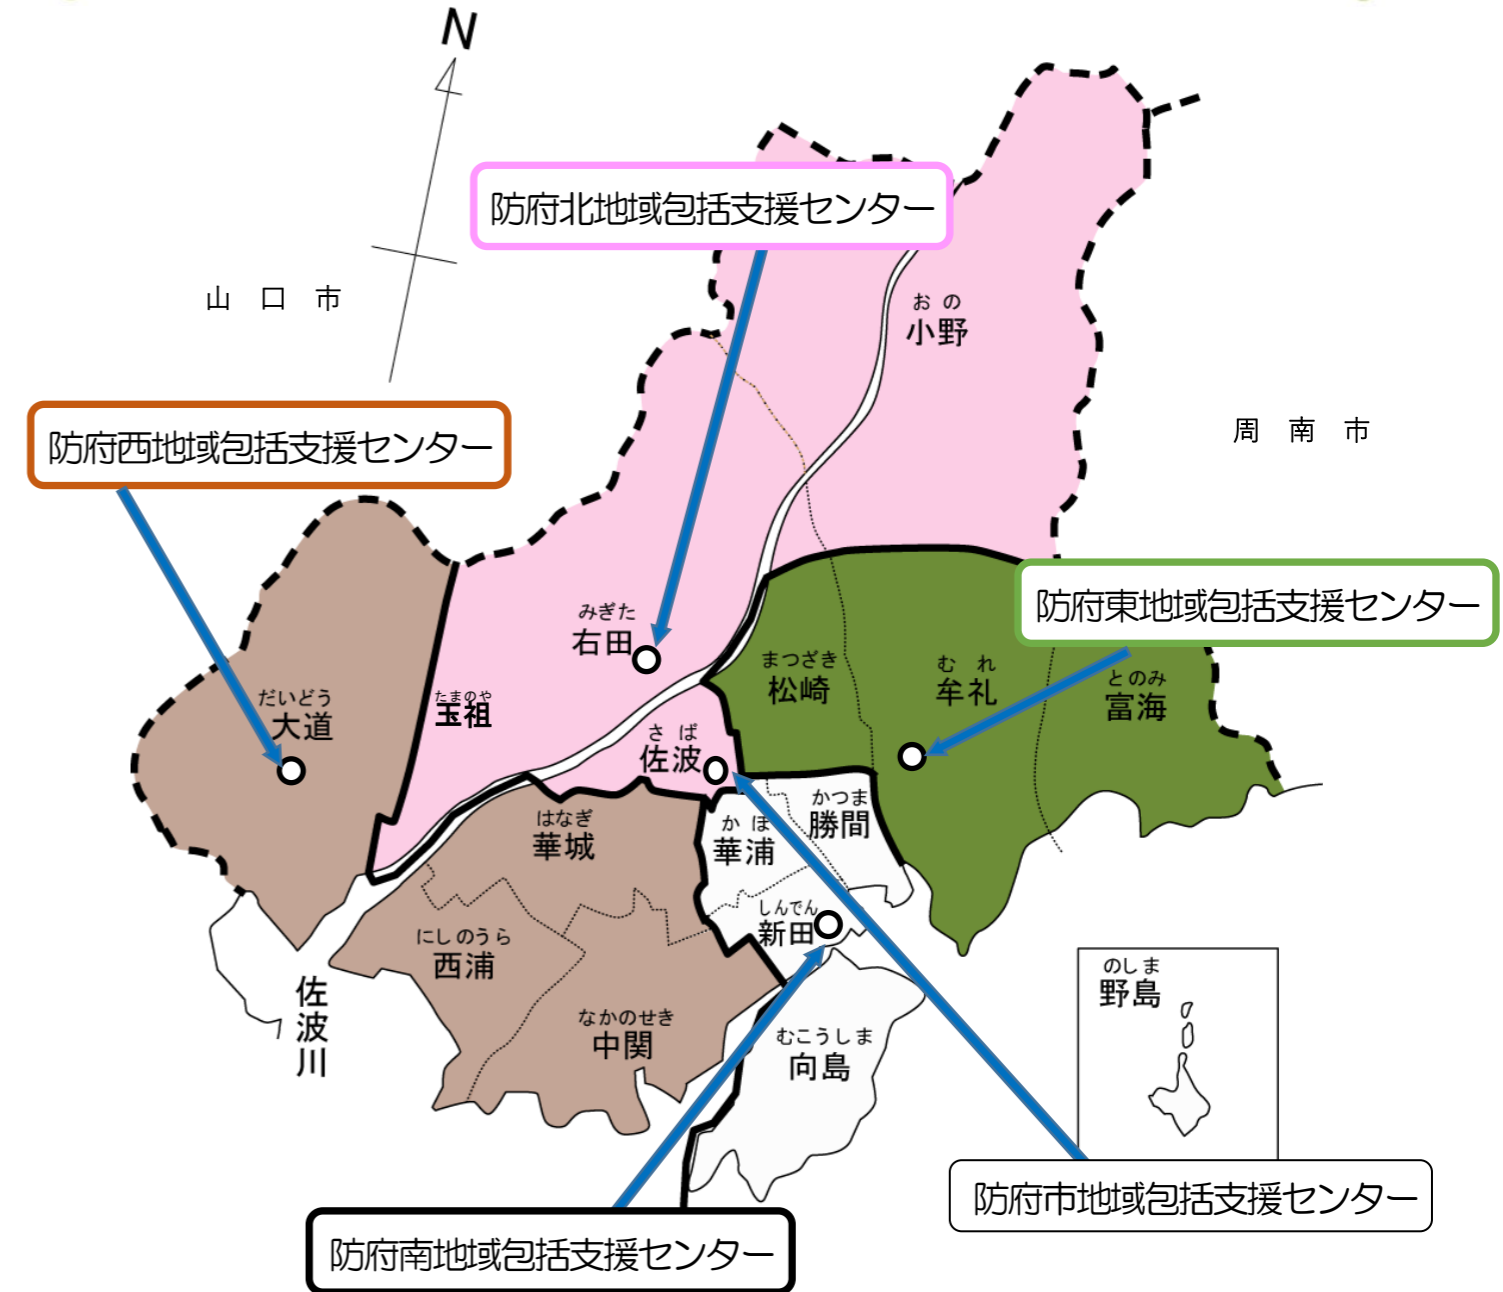 N
防府北地域包括支援センター
山口市
おの
小野
防府西地域包括支援センター
周南市
防府東地域包括支援センター
みぎた
右田
まつざき
松崎
むれ
牟礼
とのみ
富海
だいどう
大道
たまのや
玉祖
さば
佐波
はなぎ
華城
かほ
華浦
かつま
勝間
しんでん
新田
にしのうら
西浦
佐波川
なかのせき
中関
むこうしま
向島
のしま
野島
防府市地域包括支援センター
防府南地域包括支援センター